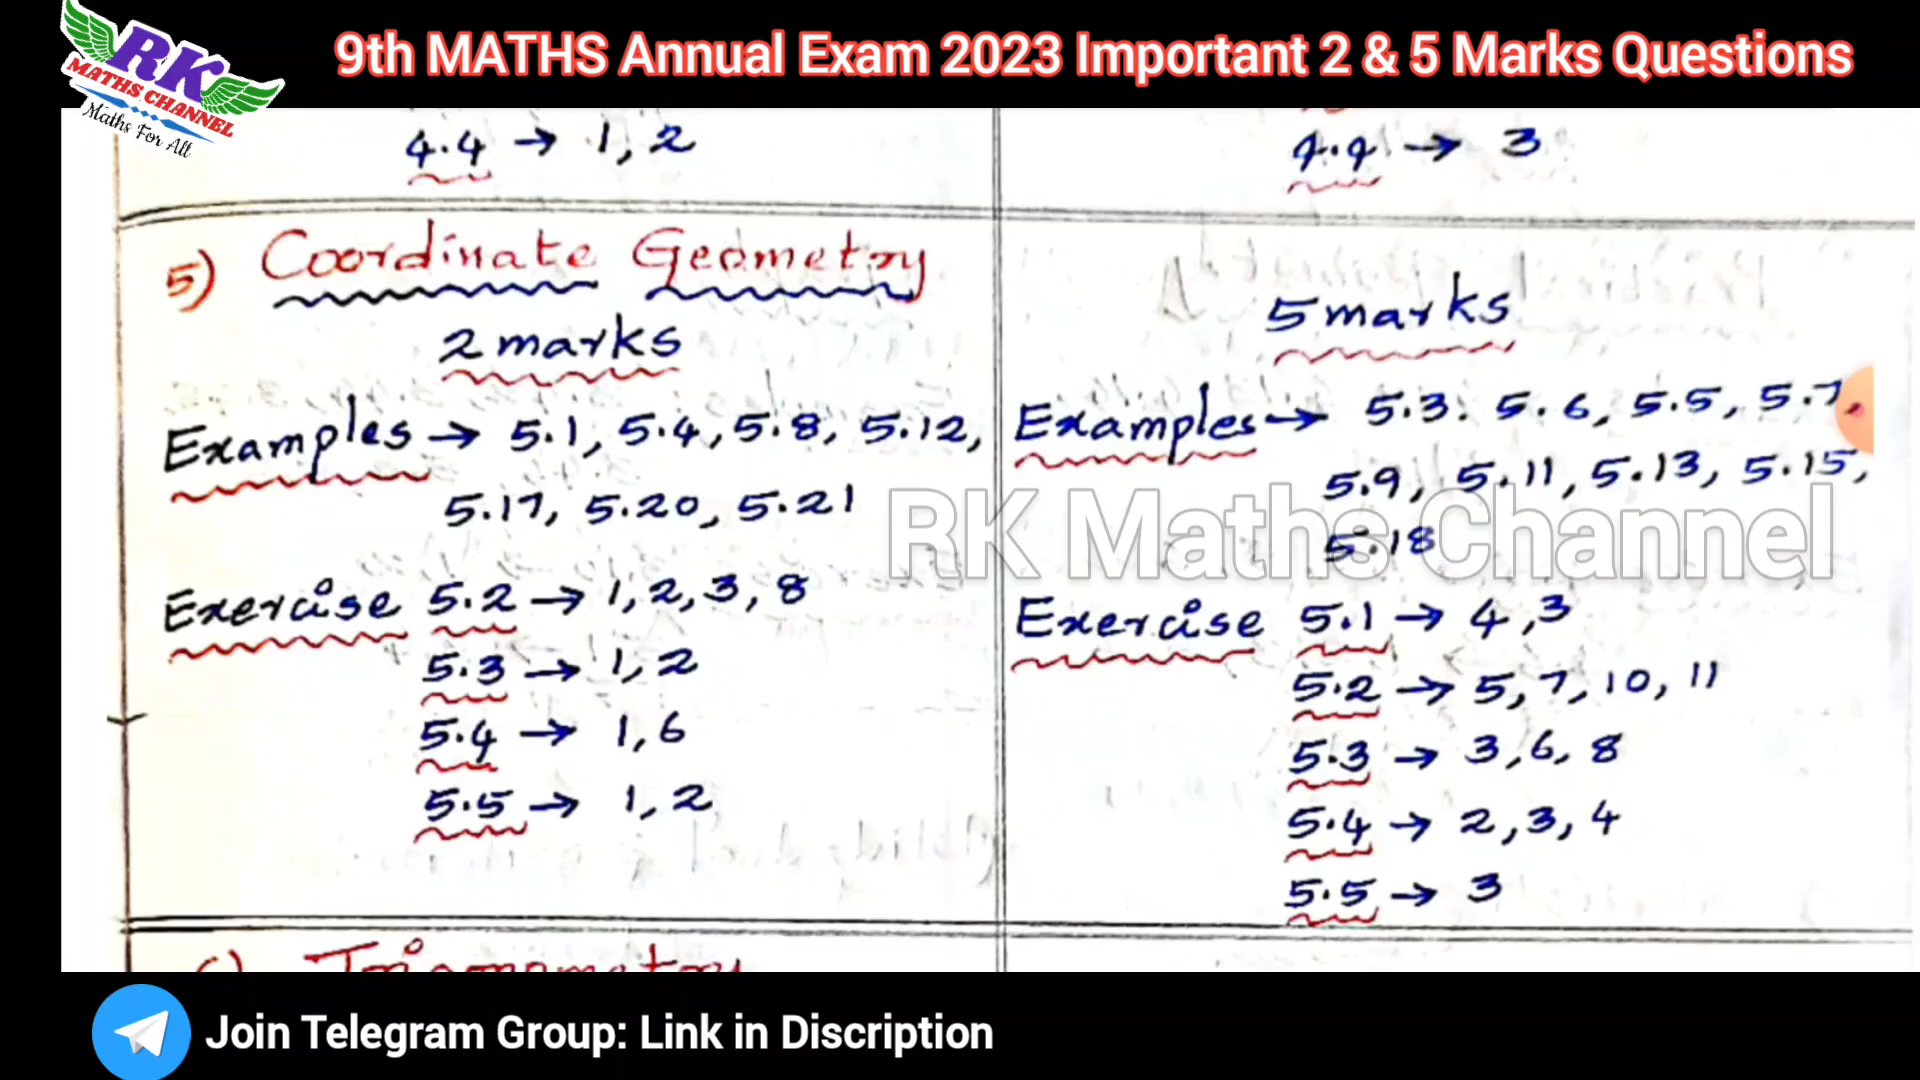 RK
MATHS CHANNEL
Maths For All
9th MATHS Annual Exam 2023 Important 2 & 5 Marks Questions
4.4 → 1, 2
4.4 → 3
5) Coordinate Geometry
2 marks
Examples → 5.1, 5.4, 5.8, 5.12,
5.17, 5.20, 5.21
Exercise 5.2 → 1, 2, 3, 8
5.3 → 1, 2
5.4 → 1, 6
5.5 → 1, 2
5 marks
Examples → 5.3. 5.6, 5.5, 5.7,
5.9, 5.11, 5.13, 5.15,
5.18
Exercise 5.1 → 4, 3
5.2 → 5, 7, 10, 11
5.3 → 3, 6, 8
5.4 → 2, 3, 4
5.5 → 3
RK Maths Channel
Trigonometry
Join Telegram Group: Link in Discription